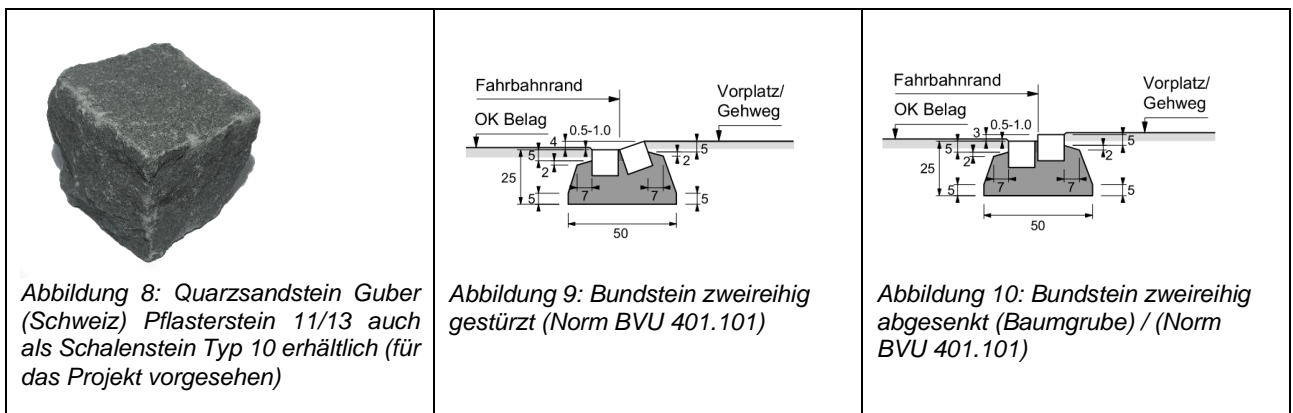 Abbildung 8: Quarzsandstein Guber
(Schweiz) Pflasterstein 11/13 auch
als Schalenstein Typ 10 erhältlich (für
das Projekt vorgesehen)
Fahrbahnrand
Vorplatz/
Gehweg
OK Belag
0.5-1.0
4
5
5
2
2
25
7
7
5
5
50
Abbildung 9: Bundstein zweireihig
gestürzt (Norm BVU 401.101)
Fahrbahnrand
Vorplatz/
Gehweg
OK Belag
0.5-1.0
3
5
5
2
2
25
7
7
5
5
50
Abbildung 10: Bundstein zweireihig
abgesenkt (Baumgrube) / (Norm
BVU 401.101)